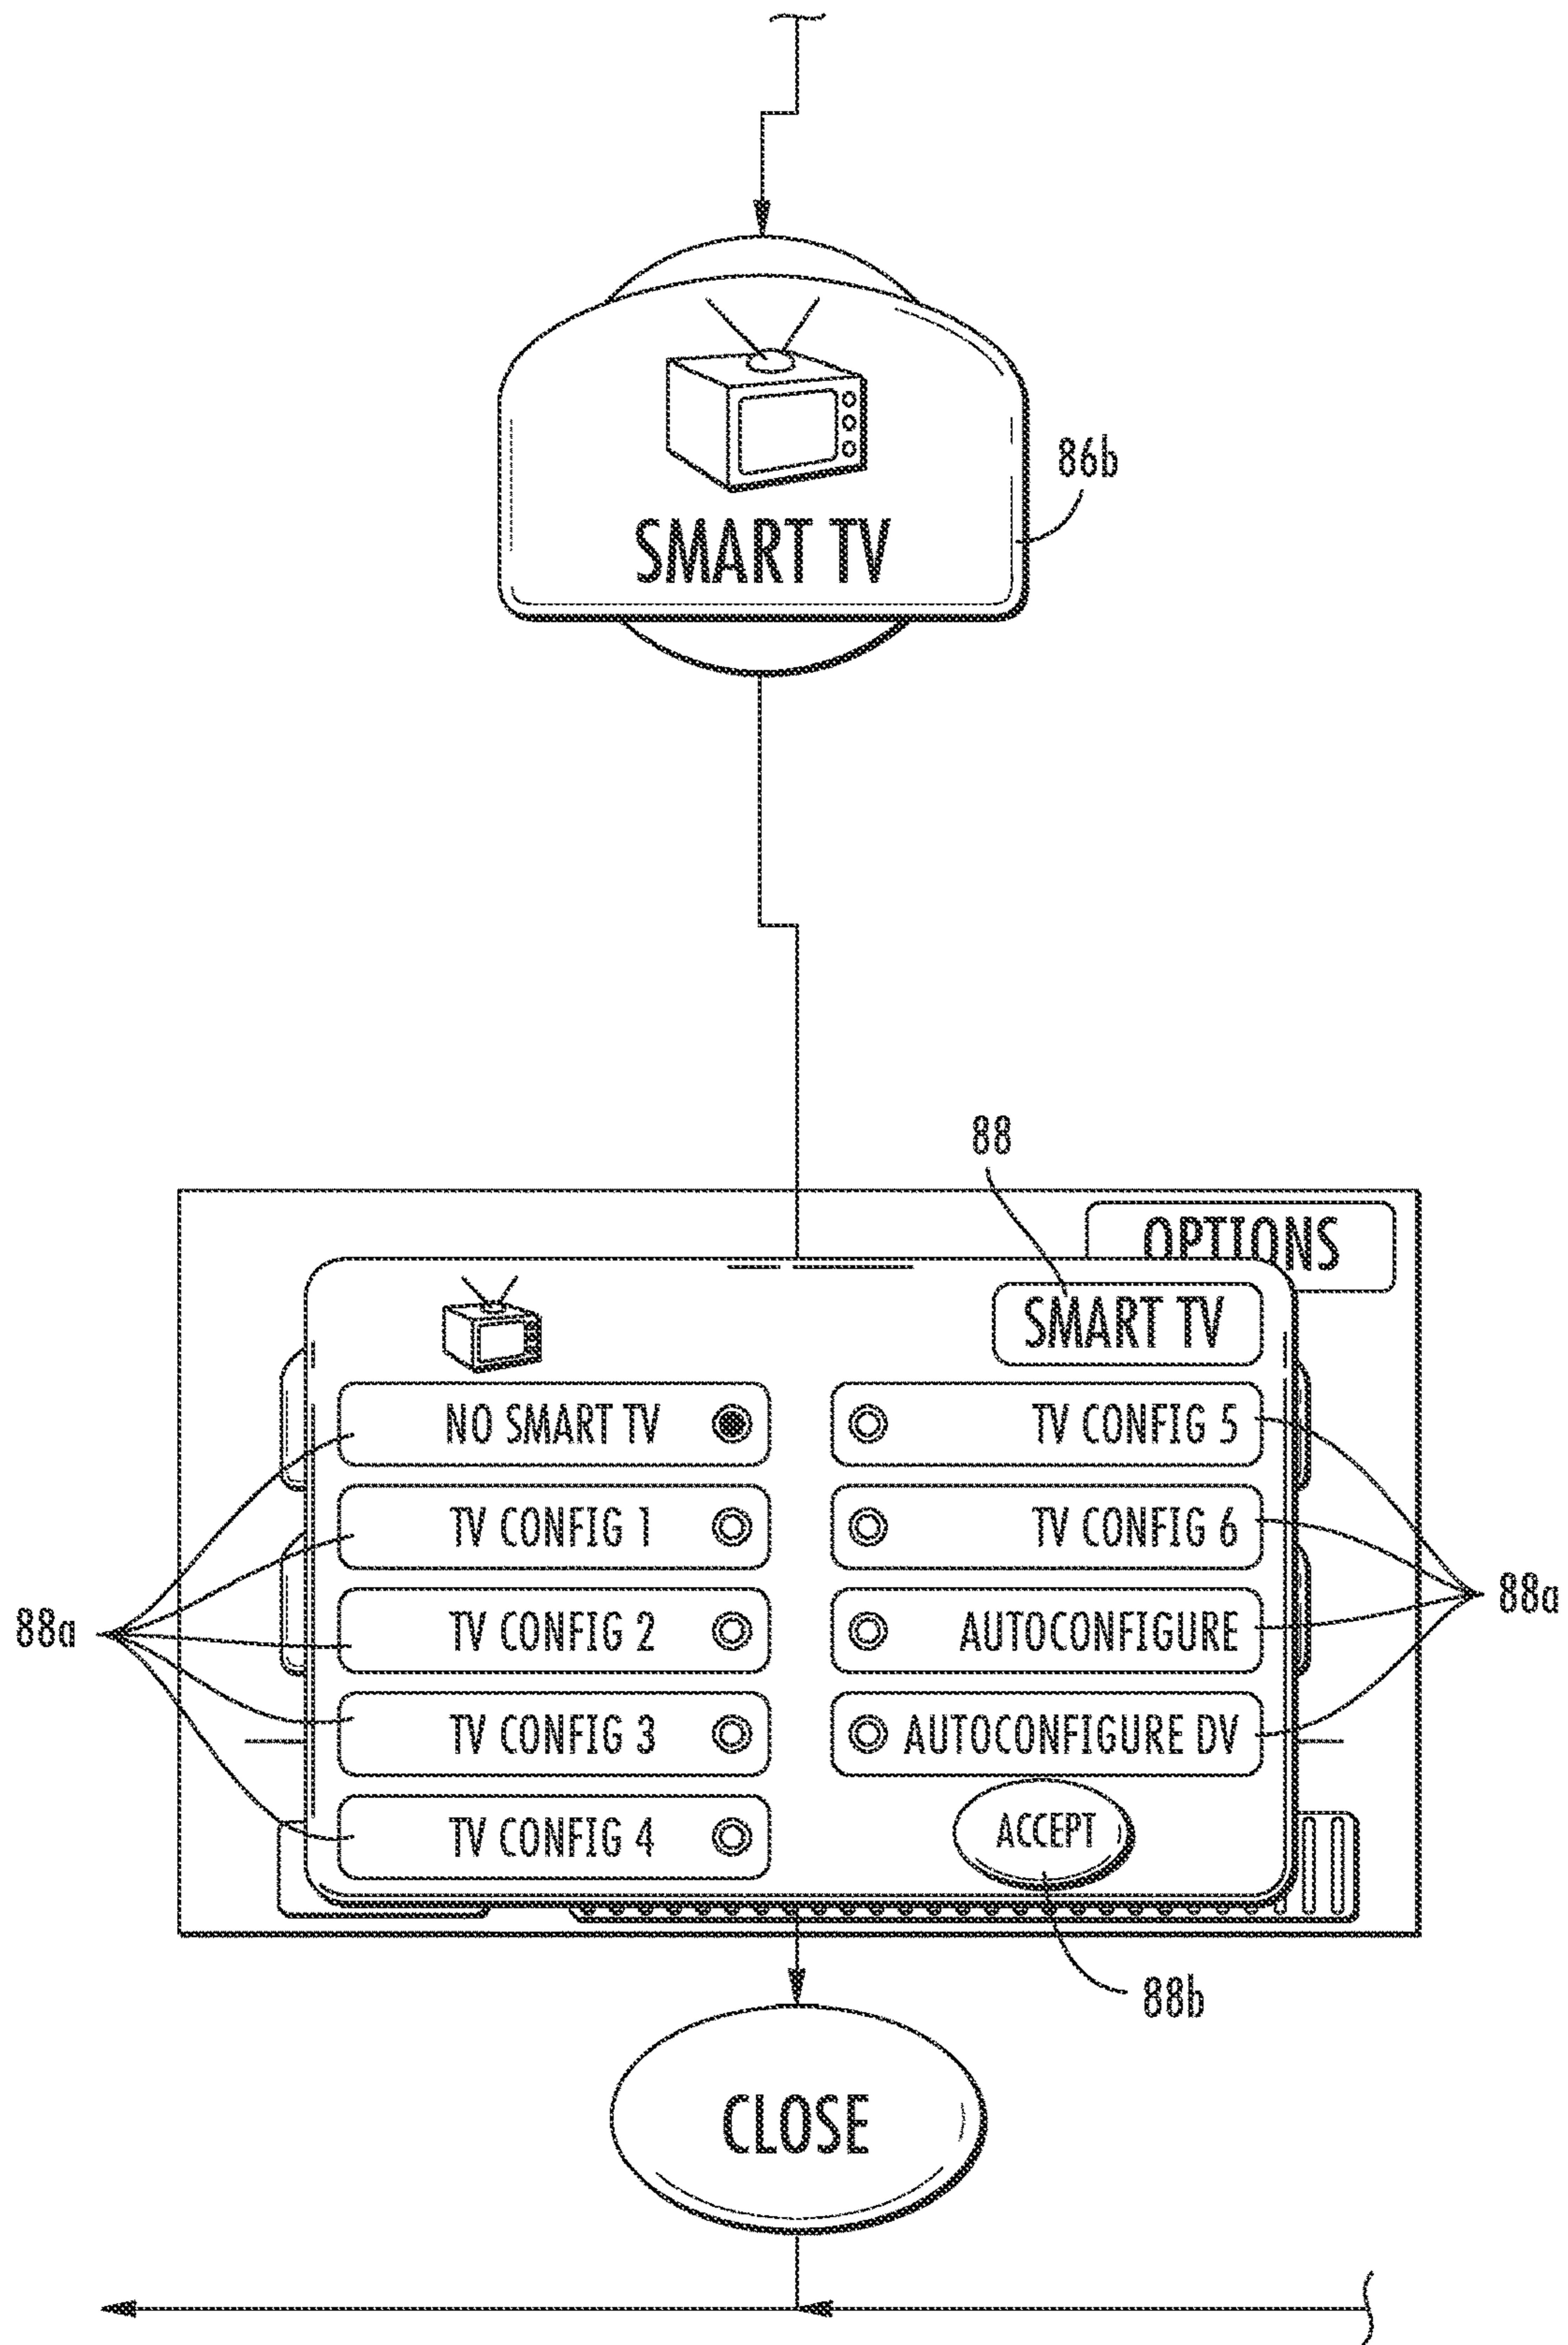 86b
SMART TV
88
OPTIONS
SMART TV
NO SMART TV
TV CONFIG 5
TV CONFIG 1
TV CONFIG 6
88a
TV CONFIG 2
AUTOCONFIGURE
88a
TV CONFIG 3
AUTOCONFIGURE DV
TV CONFIG 4
ACCEPT
88b
CLOSE